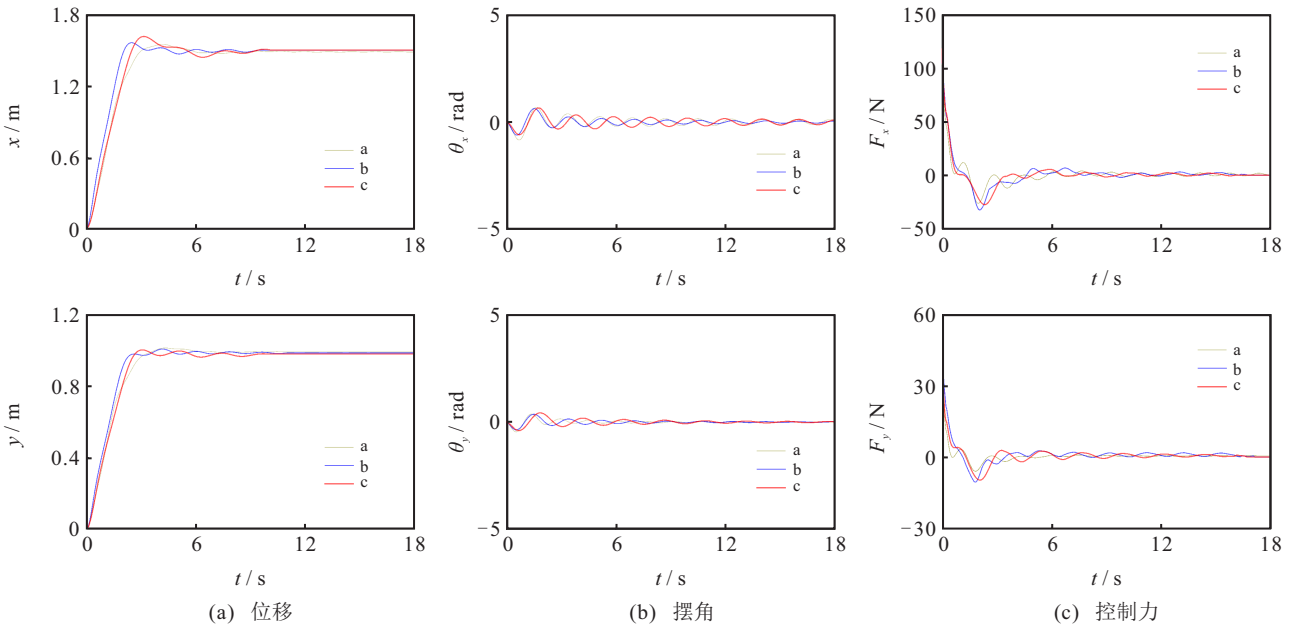 1.8
1.2
0.6
0
x / m
a
b
c
0
6
12
18
t / s
5
0
−5
θx / rad
a
b
c
0
6
12
18
t / s
150
100
50
0
−50
Fx / N
a
b
c
0
6
12
18
t / s
1.2
0.8
0.4
0
y / m
a
b
c
0
6
12
18
t / s
(a) 位移
5
0
−5
θy / rad
a
b
c
0
6
12
18
t / s
(b) 摆角
60
30
0
−30
Fy / N
a
b
c
0
6
12
18
t / s
(c) 控制力